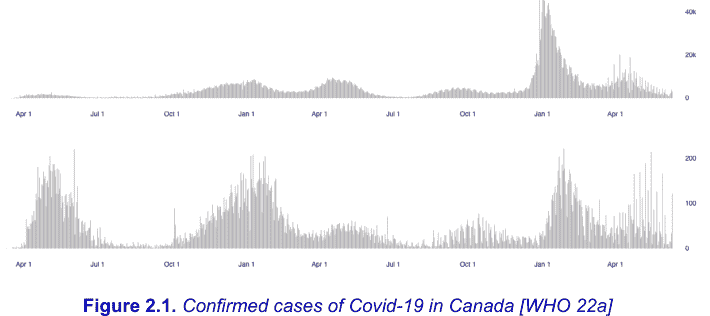 40k
20k
0
Apr 1 Jul 1 Oct 1 Jan 1 Apr 1 Jul 1 Oct 1 Jan 1 Apr 1
200
100
0
Apr 1 Jul 1 Oct 1 Jan 1 Apr 1 Jul 1 Oct 1 Jan 1 Apr 1
Figure 2.1. Confirmed cases of Covid-19 in Canada [WHO 22a]